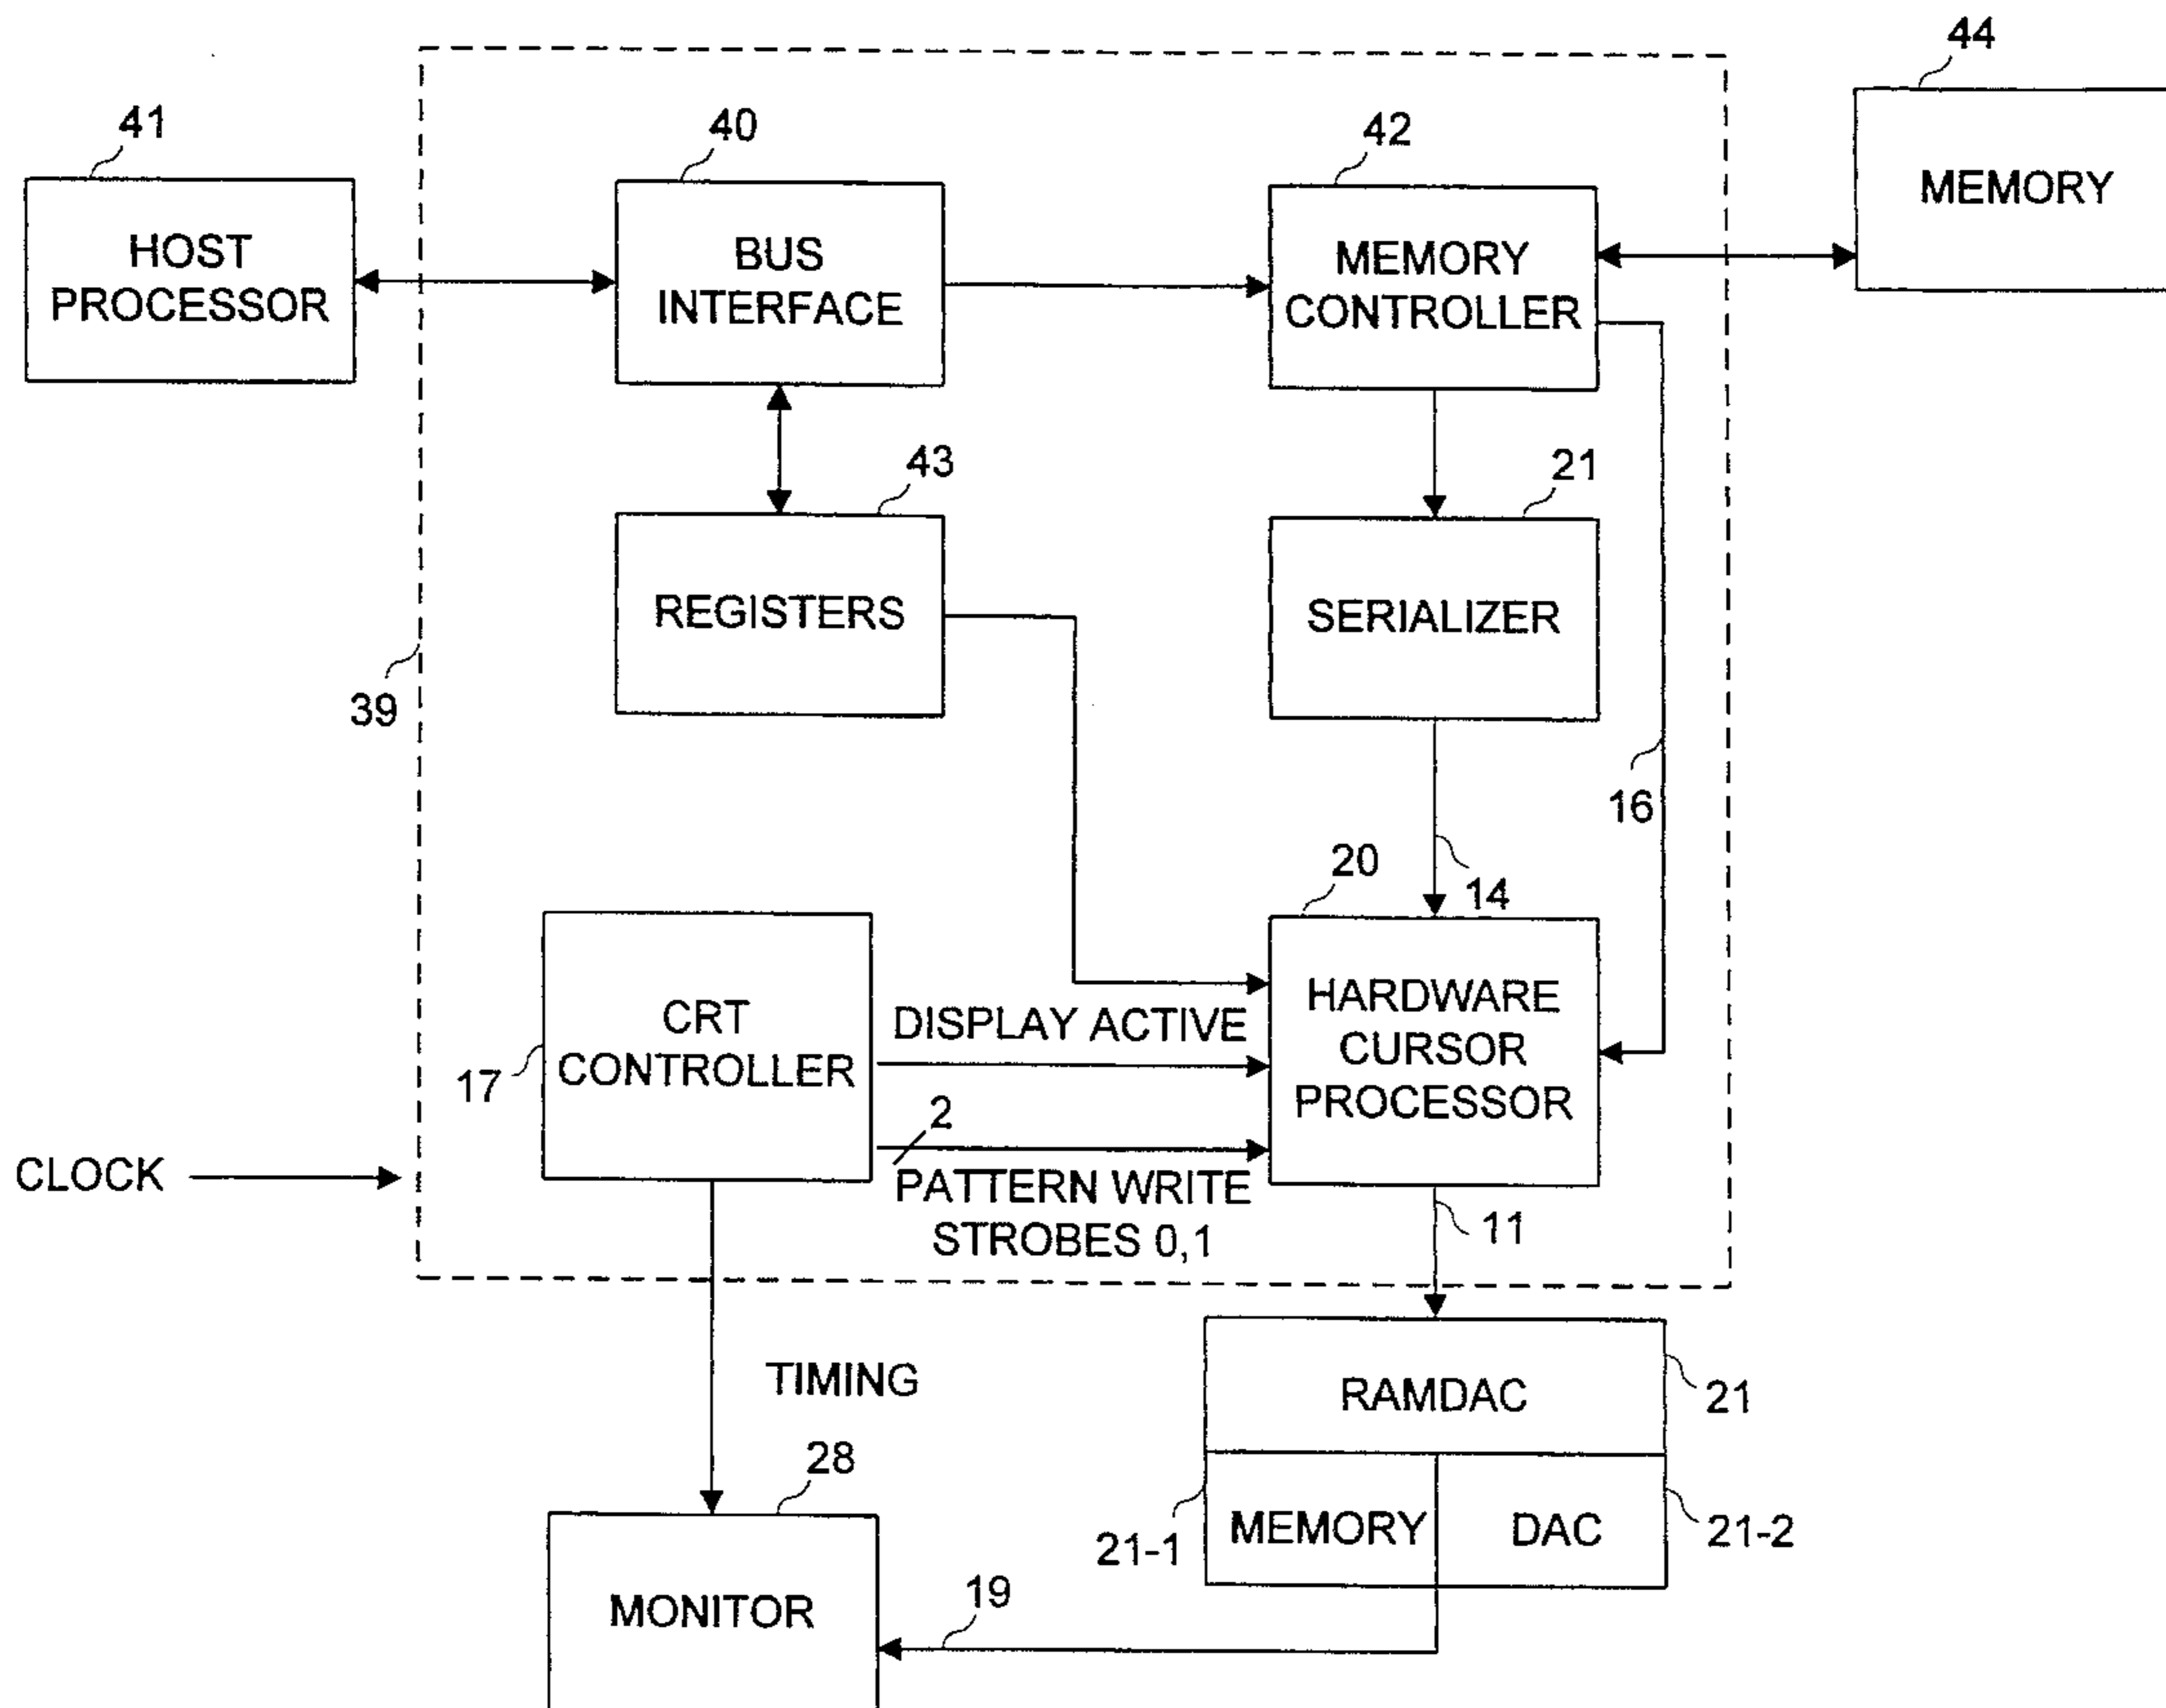 44
41
40
42
MEMORY
HOST
PROCESSOR
BUS
INTERFACE
MEMORY
CONTROLLER
43
21
REGISTERS
SERIALIZER
39
16
20
14
CRT
CONTROLLER
17
DISPLAY ACTIVE
HARDWARE
CURSOR
PROCESSOR
2
CLOCK
PATTERN WRITE
STROBES 0,1
11
TIMING
RAMDAC
21
28
MEMORY
DAC
21-1
21-2
MONITOR
19